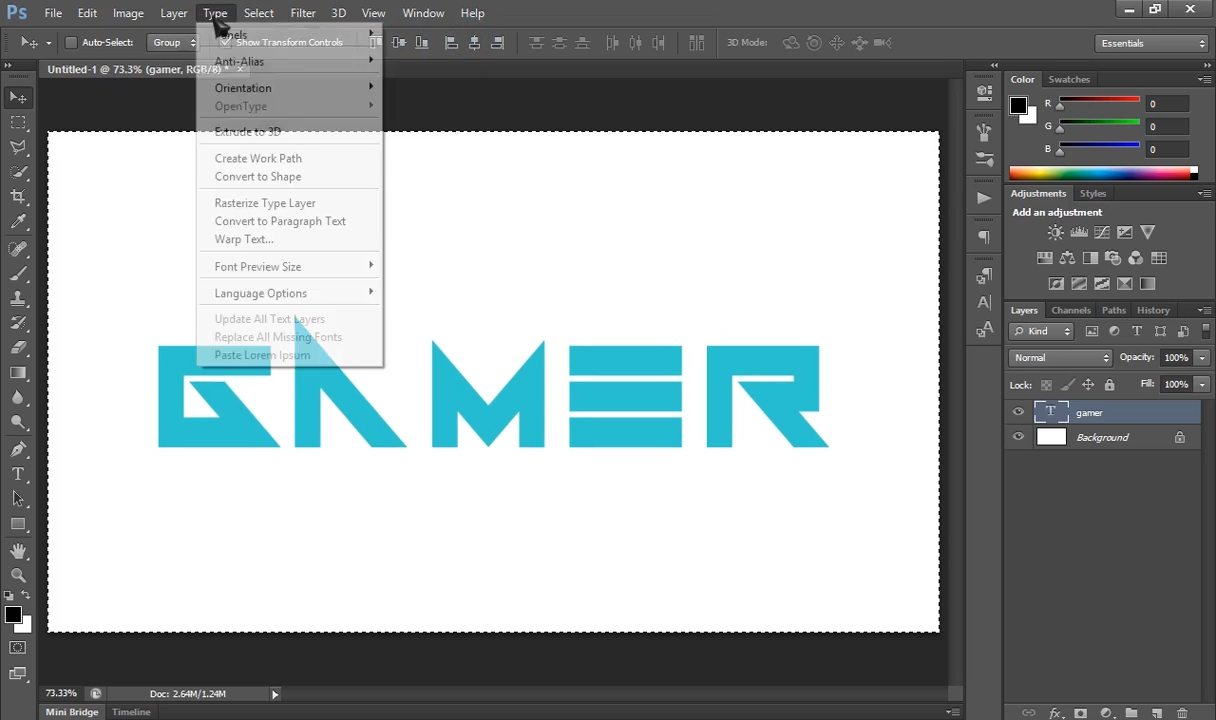 Ps File Edit Image Layer Type Select Filter 3D View Window Help
Auto-Select: Group Show Transform Controls 3D Mode: Essentials
Untitled-1 @ 73.3% (gamer, RGB/8) * ×
Panels
Anti-Alias
Orientation
OpenType
Extrude to 3D
Create Work Path
Convert to Shape
Rasterize Type Layer
Convert to Paragraph Text
Warp Text...
Font Preview Size
Language Options
Update All Text Layers
Replace All Missing Fonts
Paste Lorem Ipsum
GAMER
Color Swatches
R 0
G 0
B 0
Adjustments Styles
Add an adjustment
Layers Channels Paths History
Kind
Normal Opacity: 100%
Lock: Fill: 100%
T gamer
Background
73.33% Doc: 2.64M/1.24M
Mini Bridge Timeline